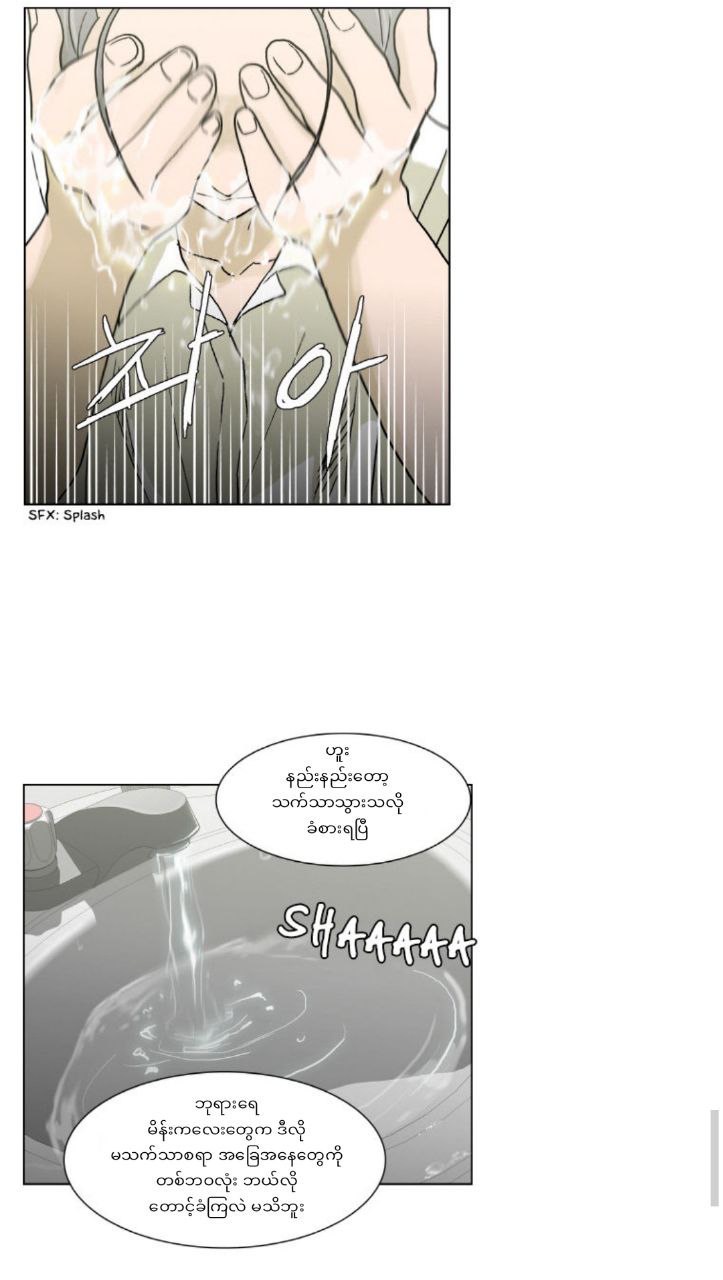 촤아
SFX: Splash
ဟူး
နည်းနည်းတော့
သက်သာသွားသလို
ခံစားရပြီ
SHAAAAAA
ဘုရားရေ
မိန်းကလေးတွေက ဒီလို
မသက်သာစရာ အခြေအနေတွေကို
တစ်ဘဝလုံး ဘယ်လို
တောင့်ခံကြလဲ မသိဘူး